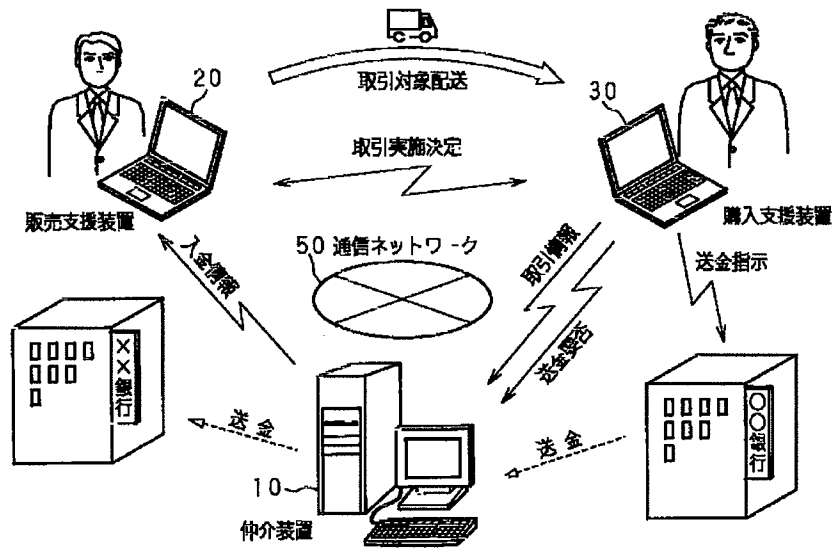 取引対象配送
20
30
取引実施決定
販売支援装置
購入支援装置
入金情報
50 通信ネットワーク
取引情報
送金要否
送金指示
××銀行
送金
10
仲介装置
送金
○○銀行